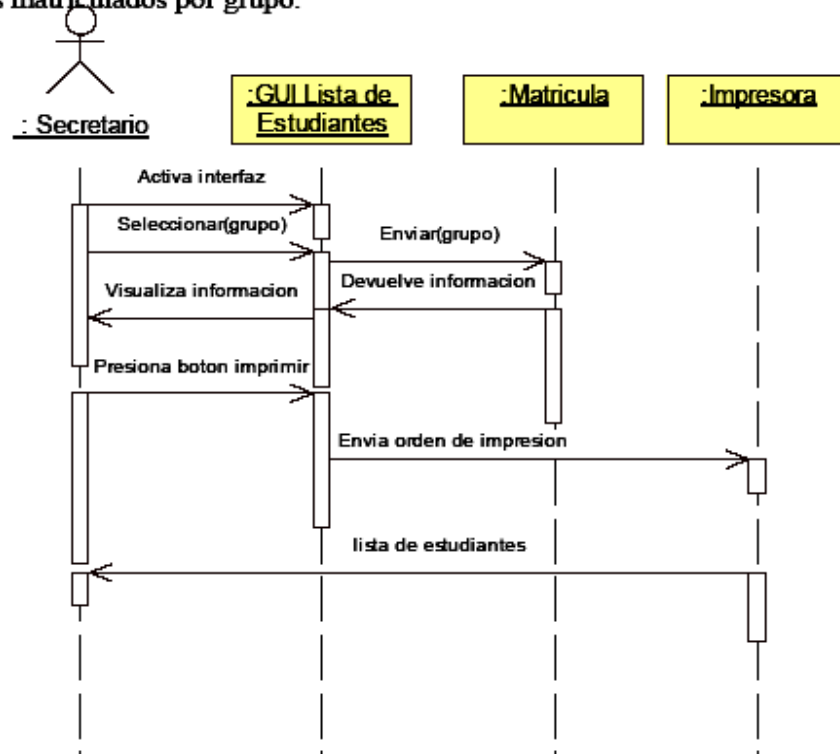 matriculados por grupo.
: Secretario
:GUI Lista de
Estudiantes
:Matricula
:Impresora
Activa interfaz
Seleccionar(grupo)
Enviar(grupo)
Devuelve informacion
Visualiza informacion
Presiona boton imprimir
Envia orden de impresion
lista de estudiantes